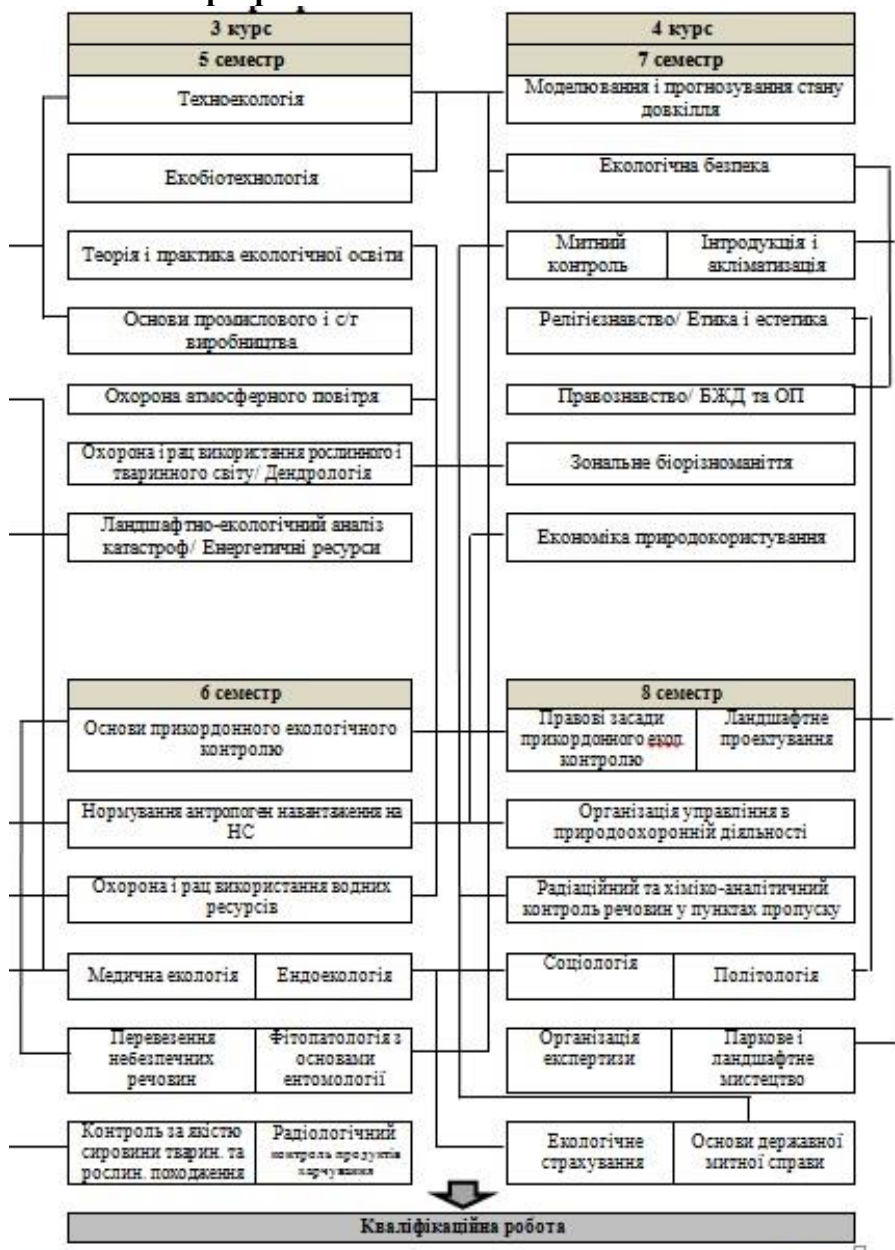 3 курс
5 семестр
Техноекологія
Екобіотехнологія
Теорія і практика екологічної освіти
Основи промислового і с/г
виробництва
Охорона атмосферного повітря
Охорона і рац використання рослинного і
тваринного світу/ Дендрологія
Ландшафтно-екологічний аналіз
катастроф/ Енергетичні ресурси
6 семестр
Основи прикордонного екологічного
контролю
Нормування антропоген навантаження на
НС
Охорона і рац використання водних
ресурсів
Медична екологія
Ендоекологія
Перевезення
небезпечних
речовин
Фітопатологія з
основами
ентомології
Контроль за якістю
сировини тварин. та
рослин. походження
Радіологічний
контроль продуктів
харчування
4 курс
7 семестр
Моделювання і прогнозування стану
довкілля
Екологічна безпека
Митний
контроль
Інтродукція і
акліматизація
Релігієзнавство/ Етика і естетика
Правознавство/ БЖД та ОП
Зональне біорізноманіття
Економіка природокористування
8 семестр
Правові засади
прикордонного екол
контролю
Ландшафтне
проектування
Організація управління в
природоохоронній діяльності
Радіаційний та хіміко-аналітичний
контроль речовин у пунктах пропуску
Соціологія
Політологія
Організація
експертизи
Паркове і
ландшафтне
мистецтво
Екологічне
страхування
Основи державної
митної справи
Кваліфікаційна робота